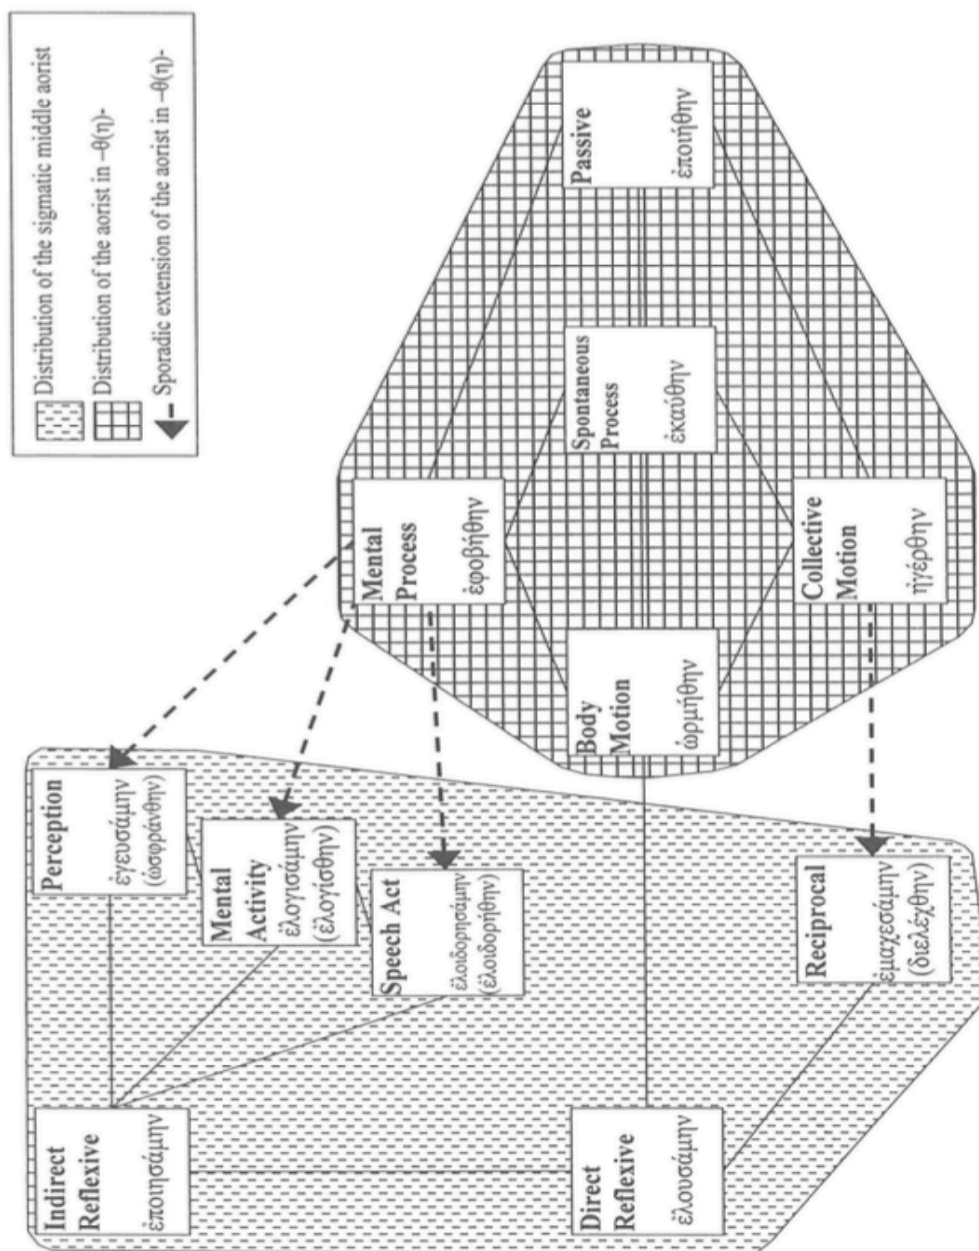 Distribution of the sigmatic middle aorist
Distribution of the aorist in –θ(η)-
Sporadic extension of the aorist in –θ(η)-
Indirect
Reflexive
ἐποιησάμην
Perception
ἐγευσάμην
(ὠσφράνθην)
Mental
Activity
ἐλογισάμην
(ἐλογίσθην)
Speech Act
ἐλοιδορησάμην
(ἐλοιδορήθην)
Direct
Reflexive
ἐλουσάμην
Reciprocal
ἐμαχεσάμην
(διελέχθην)
Mental
Process
ἐφοβήθην
Body
Motion
ὡρμήθην
Spontaneous
Process
ἐκαύθην
Passive
ἐποιήθην
Collective
Motion
ἠγέρθην